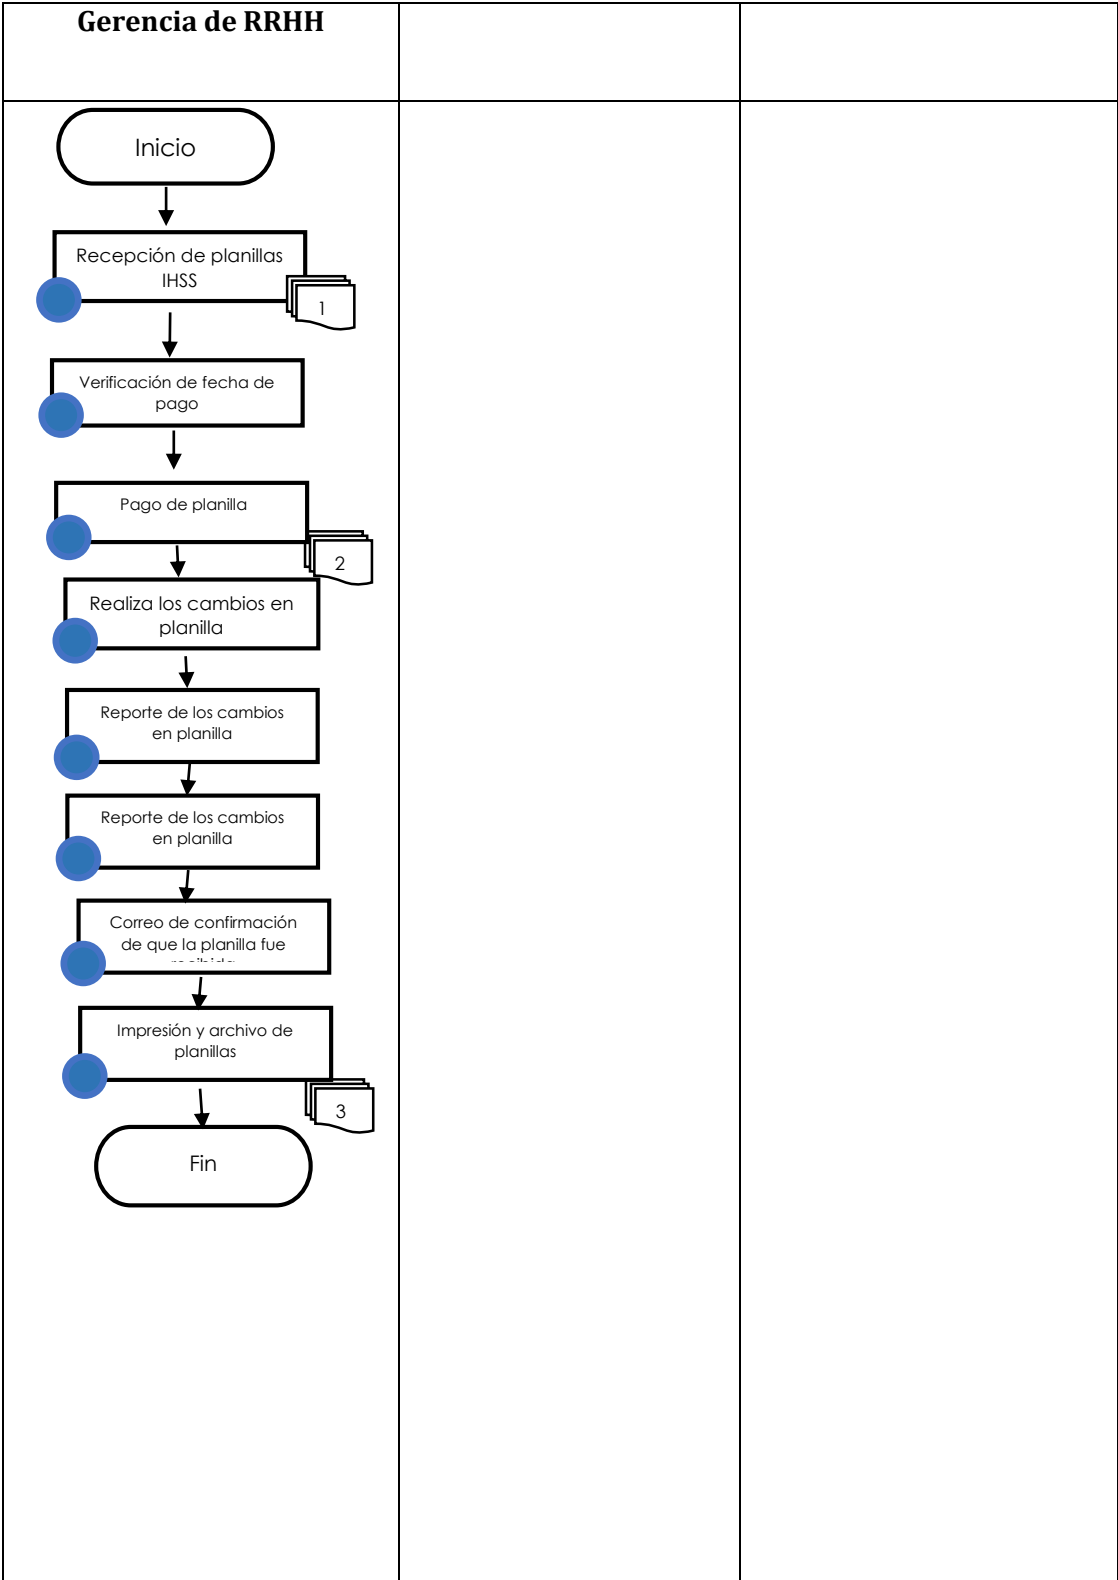 Gerencia de RRHH
Inicio
Recepción de planillas
IHSS
1
Verificación de fecha de
pago
Pago de planilla
2
Realiza los cambios en
planilla
Reporte de los cambios
en planilla
Reporte de los cambios
en planilla
Correo de confirmación
de que la planilla fue
Impresión y archivo de
planillas
3
Fin